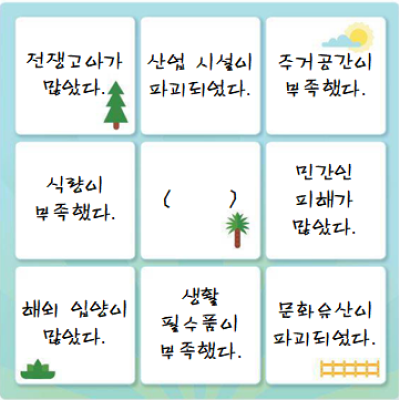 전쟁고아가
많았다.
산업 시설이
파괴되었다.
주거공간이
부족했다.
식량이
부족했다.
(        )
민간인
피해가
많았다.
해외 입양이
많았다.
생활
필수품이
부족했다.
문화유산이
파괴되었다.